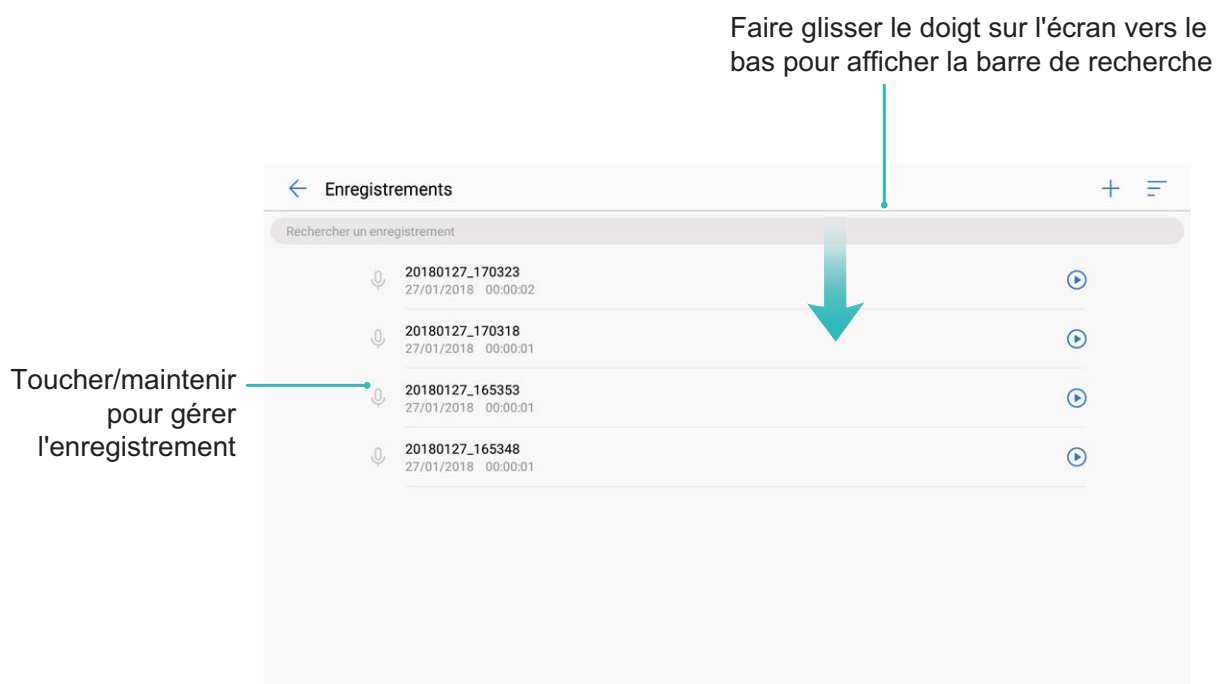 Faire glisser le doigt sur l'écran vers le
bas pour afficher la barre de recherche
Enregistrements
Rechercher un enregistrement
20180127_170323
27/01/2018 00:00:02
20180127_170318
27/01/2018 00:00:01
Toucher/maintenir
pour gérer
l'enregistrement
20180127_165353
27/01/2018 00:00:01
20180127_165348
27/01/2018 00:00:01